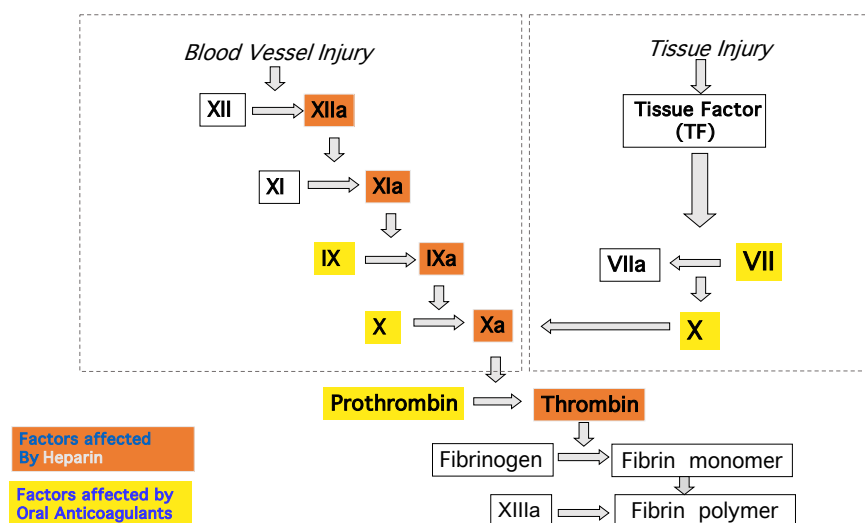 Blood Vessel Injury
Tissue Injury
XII
XIIa
Tissue Factor
(TF)
XI
XIa
IX
IXa
VIIa
VII
X
Xa
X
Prothrombin
Thrombin
Factors affected
By Heparin
Fibrinogen
Fibrin monomer
Factors affected by
Oral Anticoagulants
XIIIa
Fibrin polymer